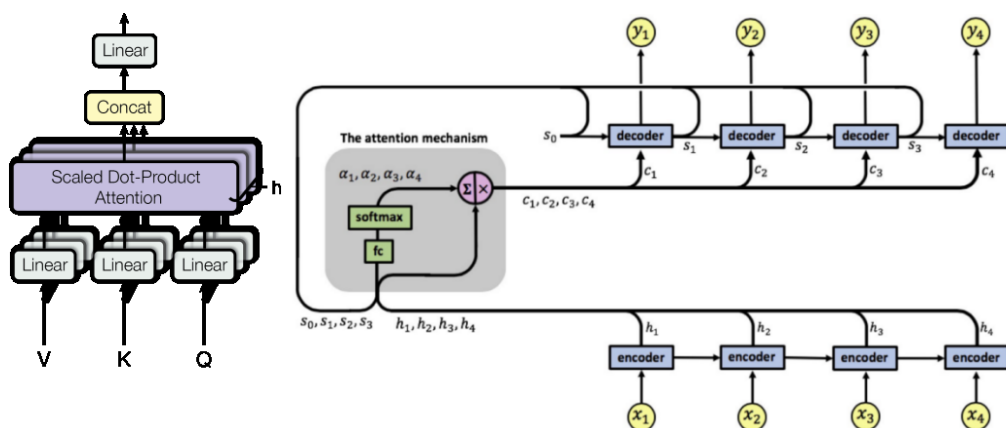 Linear
Concat
Scaled Dot-Product
Attention
h
Linear
Linear
Linear
V
K
Q
y₁
y₂
y₃
y₄
s₀
decoder
s₁
decoder
s₂
decoder
s₃
decoder
c₁
c₂
c₃
c₄
The attention mechanism
α₁, α₂, α₃, α₄
Σ ×
softmax
fc
c₁, c₂, c₃, c₄
s₀, s₁, s₂, s₃
h₁, h₂, h₃, h₄
h₁
h₂
h₃
h₄
encoder
encoder
encoder
encoder
x₁
x₂
x₃
x₄